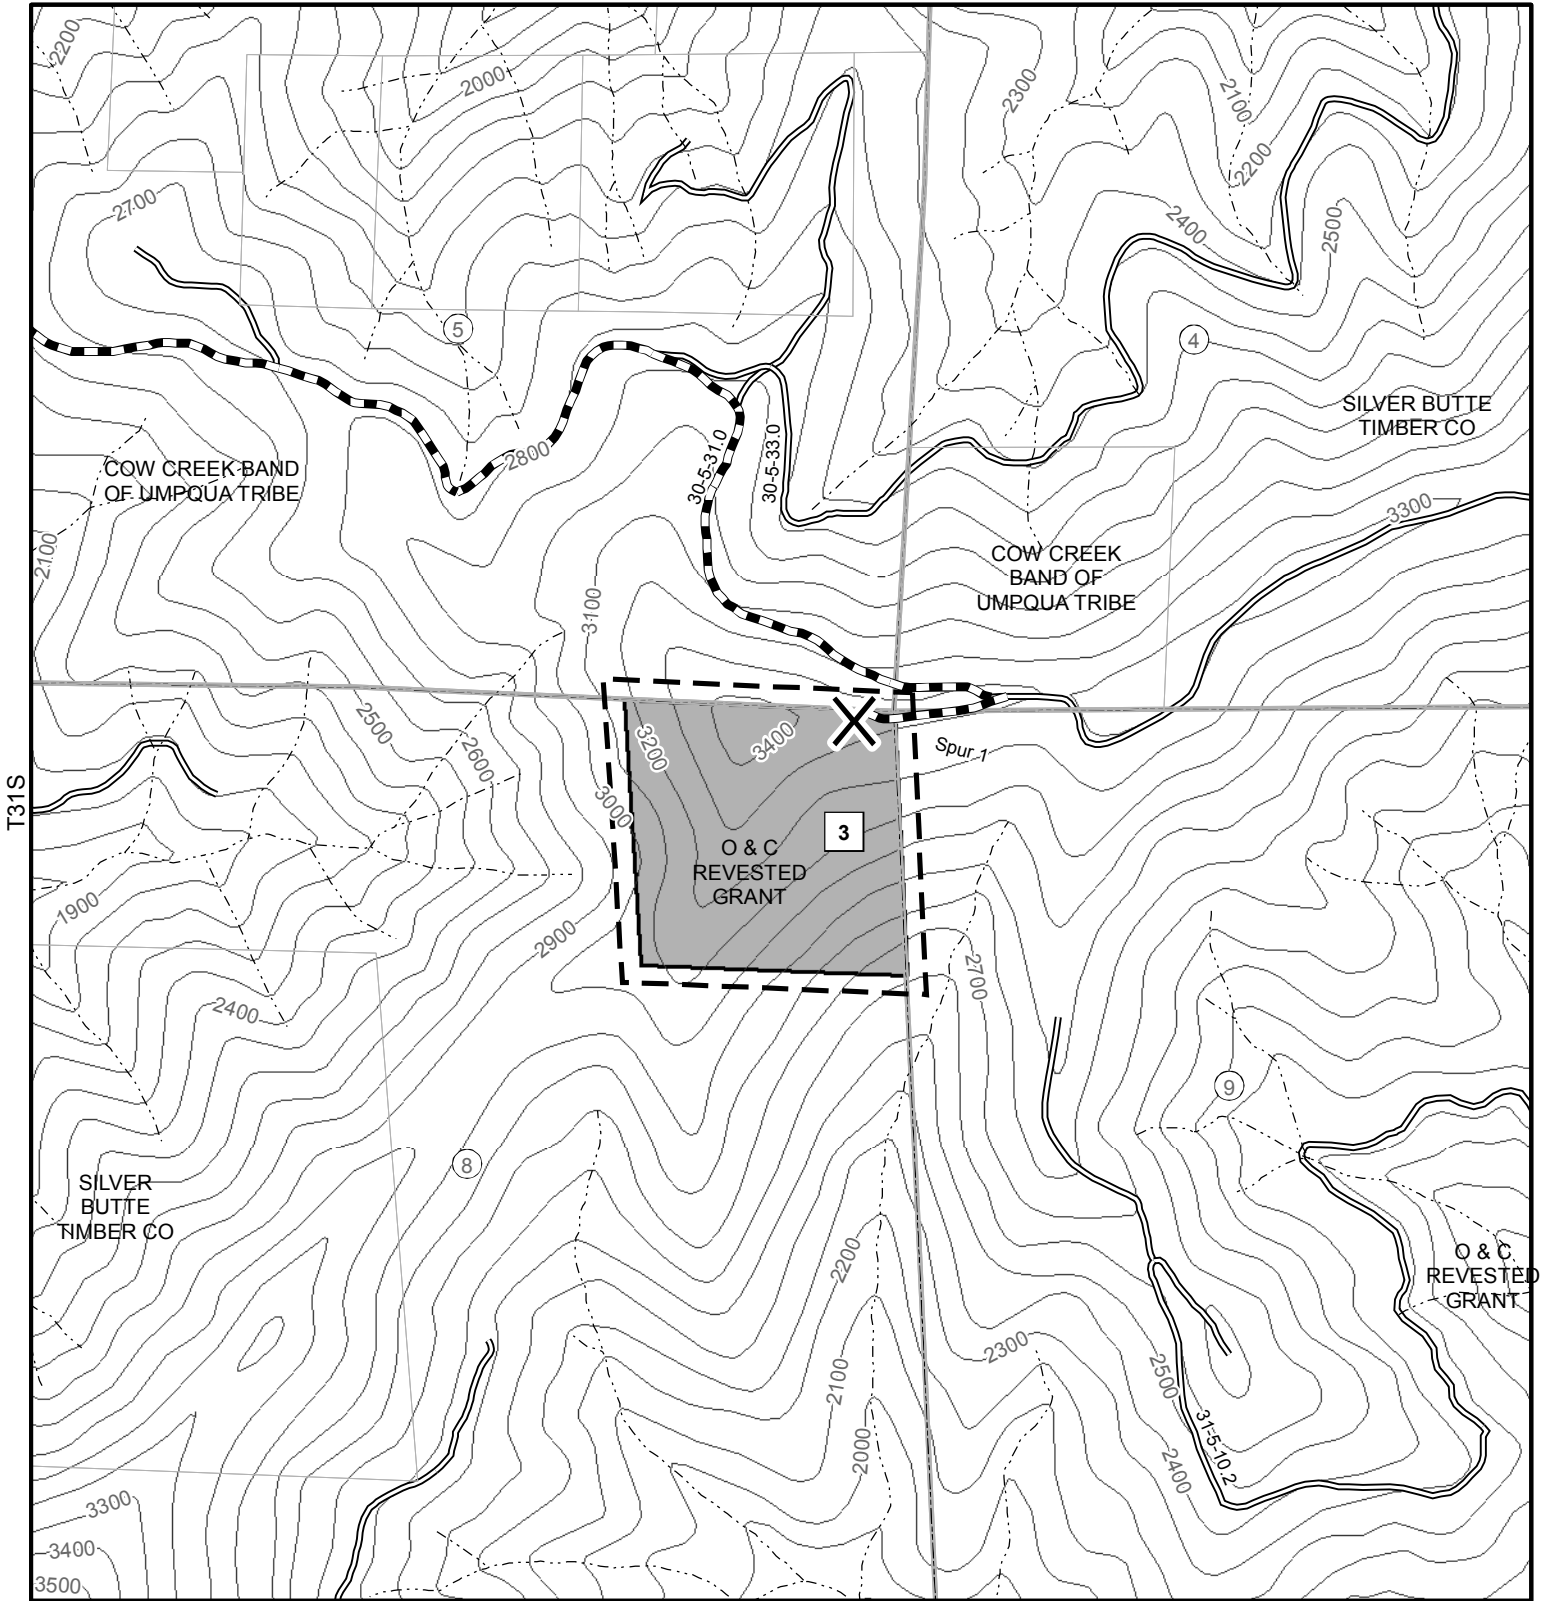 2200
2000
2300
2100
2200
2700
2400
2500
5
4
SILVER BUTTE
TIMBER CO
30-5-31.0
30-5-33.0
2800
COW CREEK BAND
OF UMPQUA TRIBE
3300
2100
COW CREEK
BAND OF
UMPQUA TRIBE
3100
2500
2600
3200
3400
Spur 1
T31S
3000
3
O & C
REVESTED
GRANT
1900
2900
2700
2400
9
8
SILVER
BUTTE
TIMBER CO
2200
O & C
REVESTED
GRANT
2300
2100
2500
2000
31-5-10.2
2400
3300
3400
3500